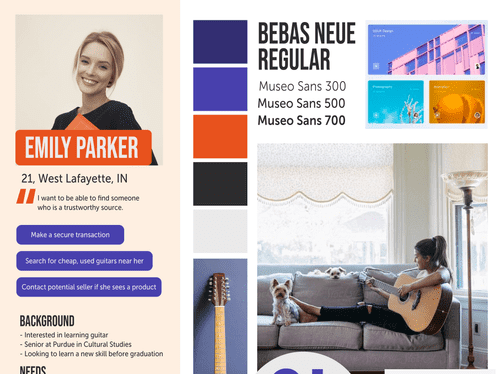 EMILY PARKER
21, West Lafayette, IN
I want to be able to find someone
who is a trustworthy source.
Make a secure transaction
Search for cheap, used guitars near her
Contact potential seller if she sees a product
BACKGROUND
- Interested in learning guitar
- Senior at Purdue in Cultural Studies
- Looking to learn a new skill before graduation
NEEDS
BEBAS NEUE
REGULAR
Museo Sans 300
Museo Sans 500
Museo Sans 700